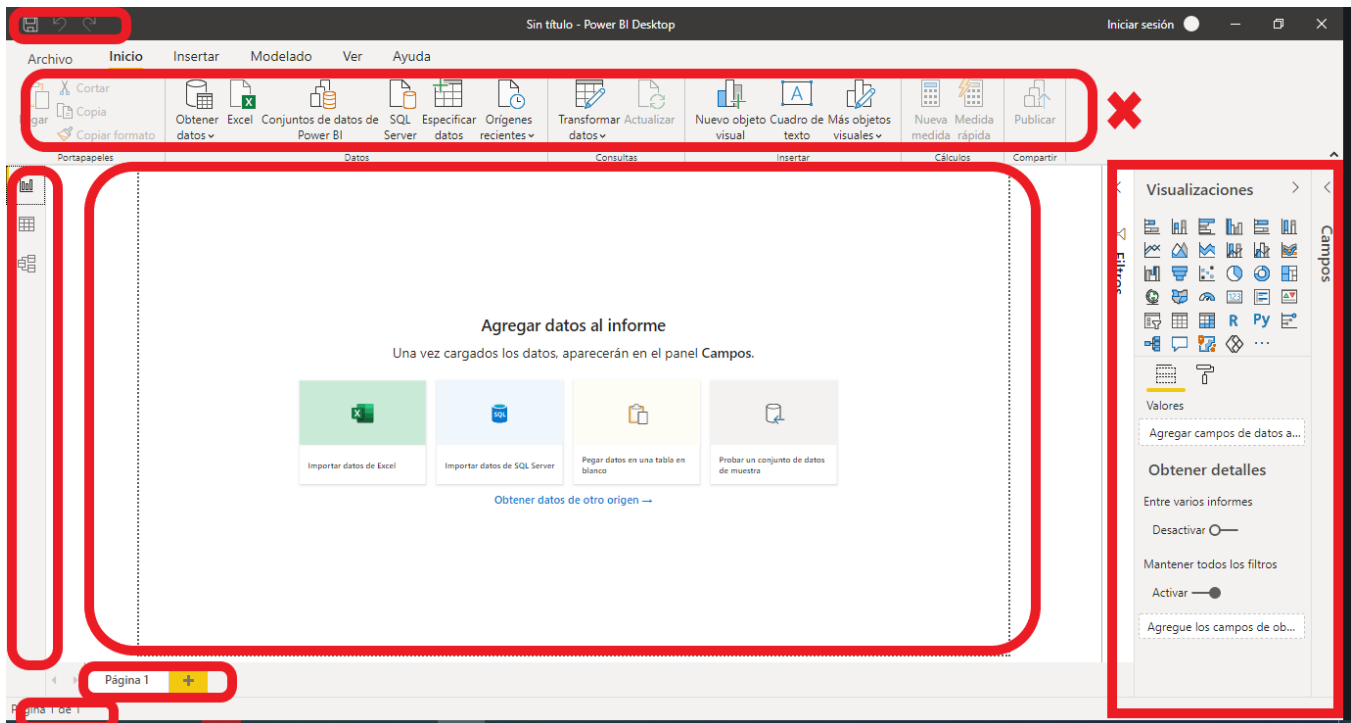 Sin título - Power BI Desktop
Iniciar sesión
Archivo Inicio Insertar Modelado Ver Ayuda
Cortar
Copia
Copiar formato
Portapapeles
Obtener datos
Excel
Conjuntos de datos de Power BI
SQL Server
Especificar datos
Orígenes recientes
Datos
Transformar datos
Actualizar
Consultas
Nuevo objeto visual
Cuadro de texto
Más objetos visuales
Insertar
Nueva medida
Medida rápida
Cálculos
Publicar
Compartir
Agregar datos al informe
Una vez cargados los datos, aparecerán en el panel Campos.
X
SQL
Importar datos de Excel
Importar datos de SQL Server
Pegar datos en una tabla en
blanco
Probar un conjunto de datos
de muestra
Obtener datos de otro origen →
Filtros
Visualizaciones
123
R Py
Valores
Agregar campos de datos a...
Obtener detalles
Entre varios informes
Desactivar
Mantener todos los filtros
Activar
Agregue los campos de ob...
Campos
Página 1
+
Página 1 de 1